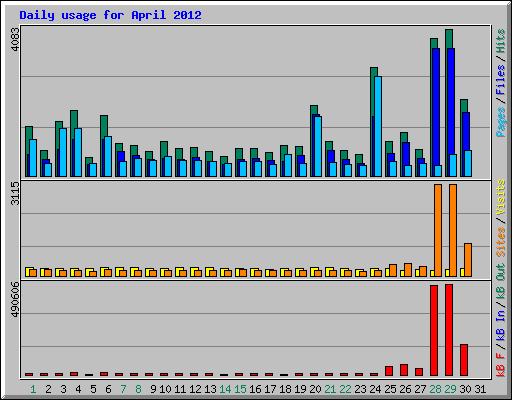 Daily usage for April 2012
4083
3115
490606
Pages / Files / Hits
Sites / Visits
kB F / kB In / kB Out
1 2 3 4 5 6 7 8 9 10 11 12 13 14 15 16 17 18 19 20 21 22 23 24 25 26 27 28 29 30 31